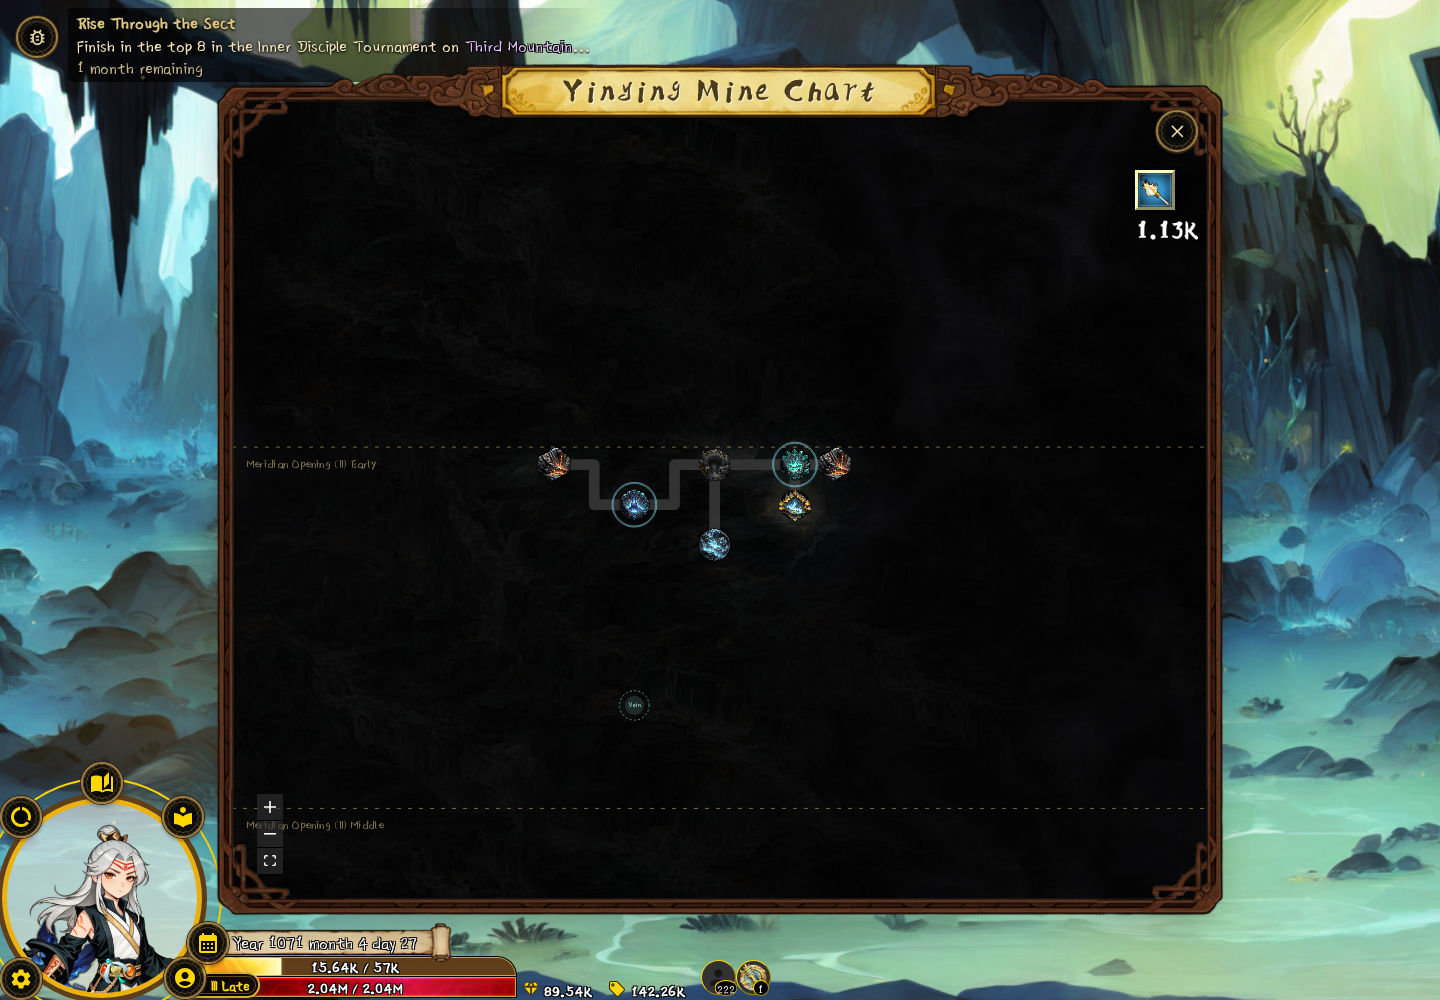 Rise Through the Sect
Finish in the top 8 in the Inner Disciple Tournament on Third Mountain...
1 month remaining
Yinying Mine Chart
1.13K
Meridian Opening (II) Early
Vein
Meridian Opening (II) Middle
Year 1071 month 4 day 27
15.64K / 57K
III Late
2.04M / 2.04M
89.54K
142.26K
222
1